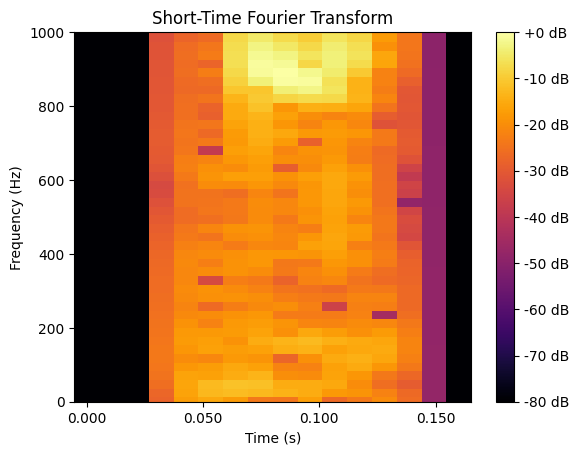 Short-Time Fourier Transform
1000
800
600
400
200
0
Frequency (Hz)
0.000
0.050
0.100
0.150
Time (s)
+0 dB
-10 dB
-20 dB
-30 dB
-40 dB
-50 dB
-60 dB
-70 dB
-80 dB